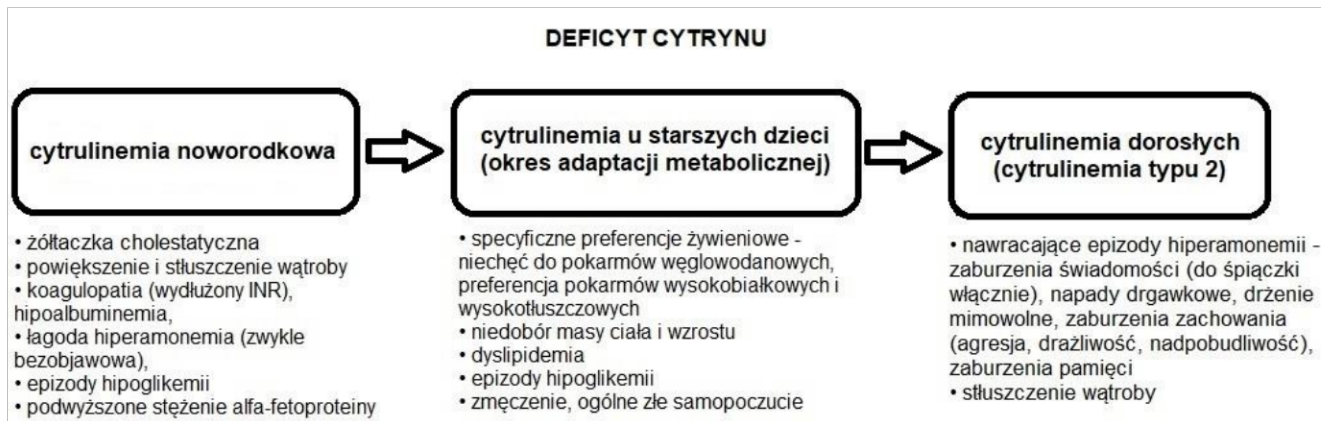 DEFICYT CYTRYNU
cytrulinemia noworodkowa
• żółtaczka cholestatyczna
• powiększenie i stłuszczenie wątroby
• koagulopatia (wydłużony INR),
hipoalbuminemia,
• łagoda hiperamonemia (zwykle
bezobjawowa),
• epizody hipoglikemii
• podwyższone stężenie alfa-fetoproteiny
cytrulinemia u starszych dzieci
(okres adaptacji metabolicznej)
• specyficzne preferencje żywieniowe -
niechęć do pokarmów węglowodanowych,
preferencja pokarmów wysokobiałkowych i
wysokotłuszczowych
• niedobór masy ciała i wzrostu
• dyslipidemia
• epizody hipoglikemii
• zmęczenie, ogólne złe samopoczucie
cytrulinemia dorosłych
(cytrulinemia typu 2)
• nawracające epizody hiperamonemii -
zaburzenia świadomości (do śpiączki
włącznie), napady drgawkowe, drżenie
mimowolne, zaburzenia zachowania
(agresja, drażliwość, nadpobudliwość),
zaburzenia pamięci
• stłuszczenie wątroby